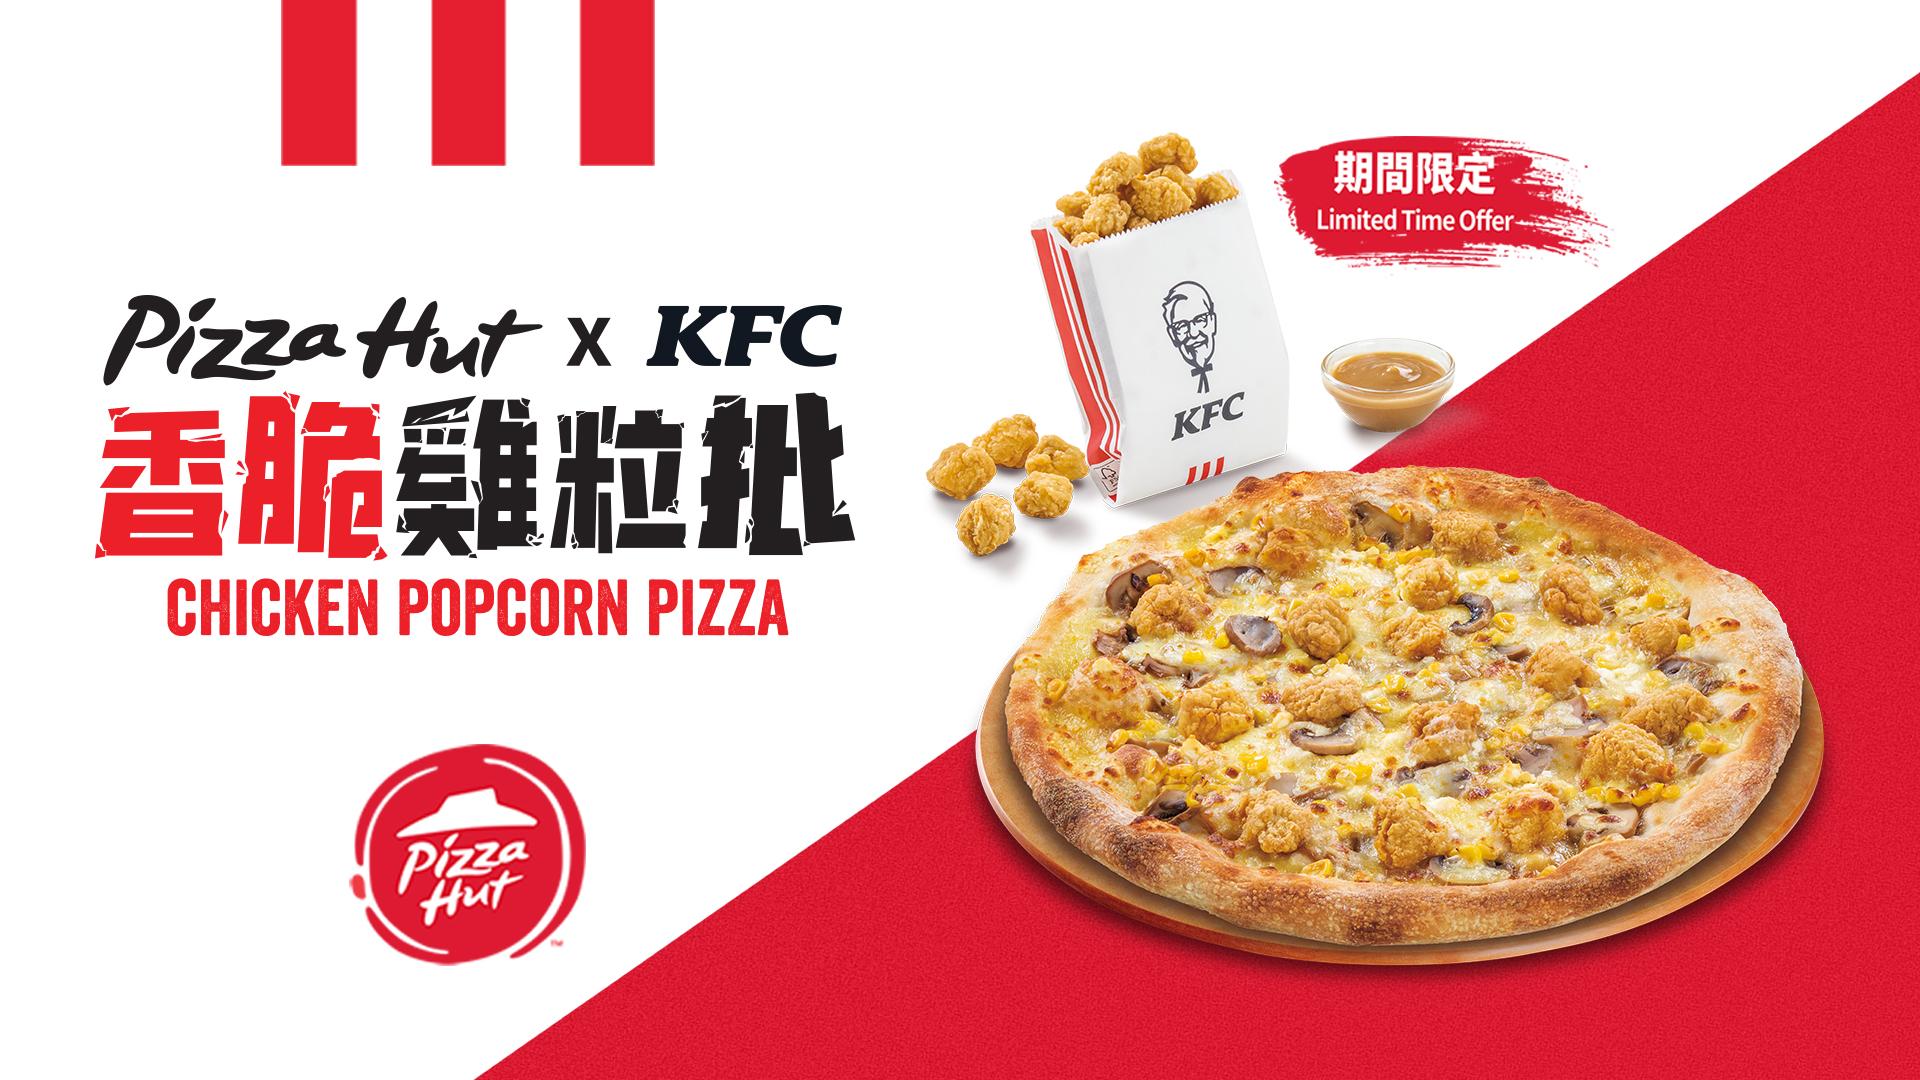 Pizza Hut x KFC
香脆雞粒批
CHICKEN POPCORN PIZZA
Pizza
Hut
™
期間限定
Limited Time Offer
KFC